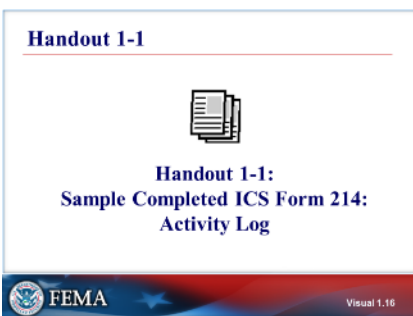 Handout 1-1
Handout 1-1:
Sample Completed ICS Form 214:
Activity Log
FEMA
Visual 1.16